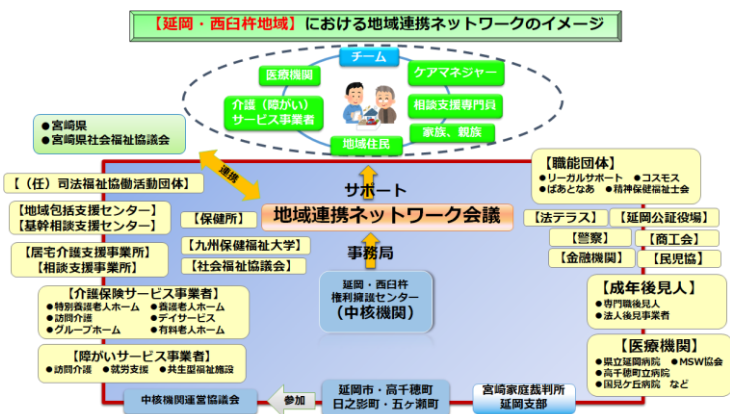 【延岡・西臼杵地域】における地域連携ネットワークのイメージ
チーム
医療機関
ケアマネジャー
介護（障がい）
サービス事業者
相談支援専門員
地域住民
家族、親族
●宮崎県
●宮崎県社会福祉協議会
連携
サポート
地域連携ネットワーク会議
事務局
延岡・西臼杵
権利擁護センター
（中核機関）
【（任）司法福祉協働活動団体】
【地域包括支援センター】
【基幹相談支援センター】
【保健所】
【九州保健福祉大学】
【社会福祉協議会】
【居宅介護支援事業所】
【相談支援事業所】
【介護保険サービス事業者】
●特別養護老人ホーム ●養護老人ホーム
●訪問介護 ●デイサービス
●グループホーム ●有料老人ホーム
【障がいサービス事業者】
●訪問介護 ●就労支援 ●共生型福祉施設
【職能団体】
●リーガルサポート ●コスモス
●ぱあとなあ ●精神保健福祉士会
【法テラス】
【延岡公証役場】
【警察】
【商工会】
【金融機関】
【民児協】
【成年後見人】
●専門職後見人
●法人後見事業者
【医療機関】
●県立延岡病院 ●MSW協会
●高千穂町立病院
●国見ケ丘病院 など
中核機関運営協議会
参加
延岡市・高千穂町
日之影町・五ヶ瀬町
宮崎家庭裁判所
延岡支部